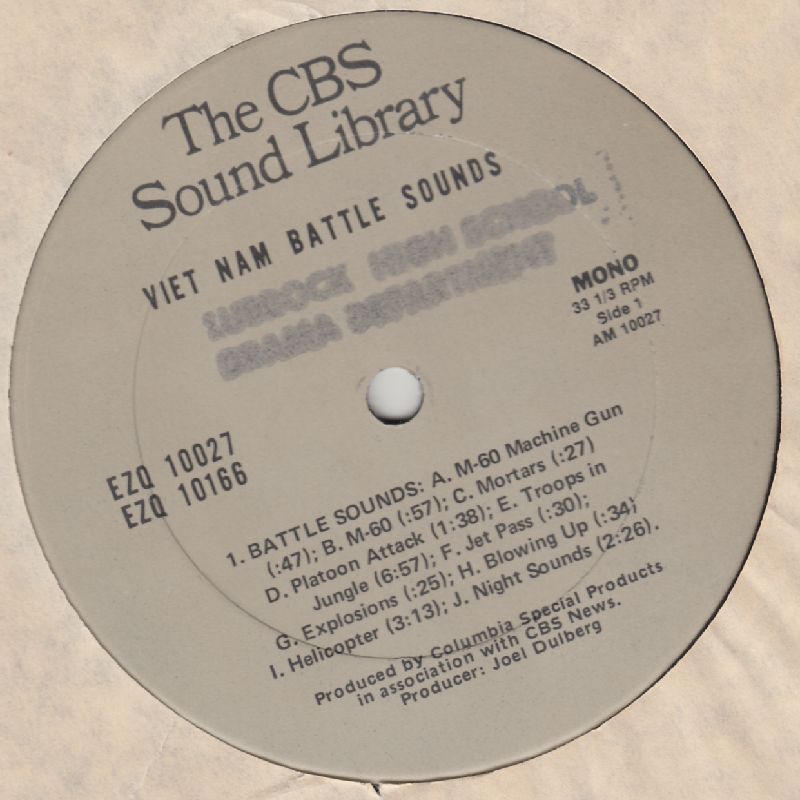 The CBS
Sound Library
VIET NAM BATTLE SOUNDS
LUBBOCK HIGH SCHOOL
DRAMA DEPARTMENT
MONO
33 1/3 RPM
Side 1
AM 10027
EZQ 10027
EZQ 10166
1. BATTLE SOUNDS: A. M-60 Machine Gun
(:47); B. M-60 (:57); C. Mortars (:27)
D. Platoon Attack (1:38); E. Troops in
Jungle (6:57); F. Jet Pass (:30);
G. Explosions (:25); H. Blowing Up (:34)
I. Helicopter (3:13); J. Night Sounds (2:26).
Produced by Columbia Special Products
in association with CBS News.
Producer: Joel Dulberg